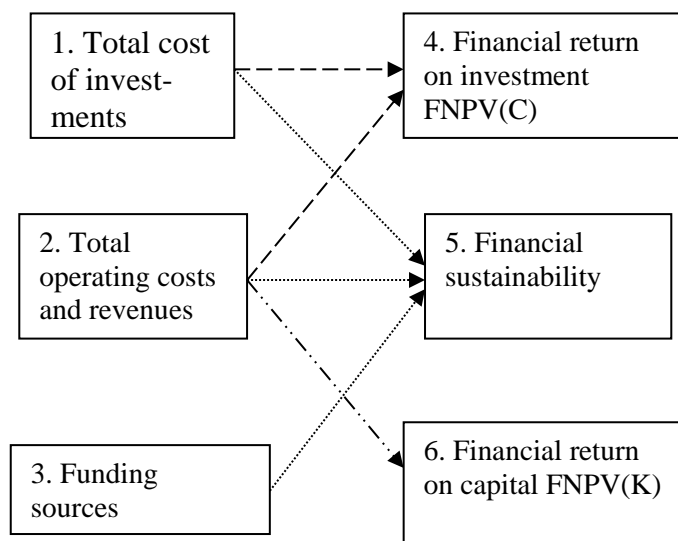 1. Total cost
of invest-
ments
4. Financial return
on investment
FNPV(C)
2. Total
operating costs
and revenues
5. Financial
sustainability
3. Funding
sources
6. Financial return
on capital FNPV(K)